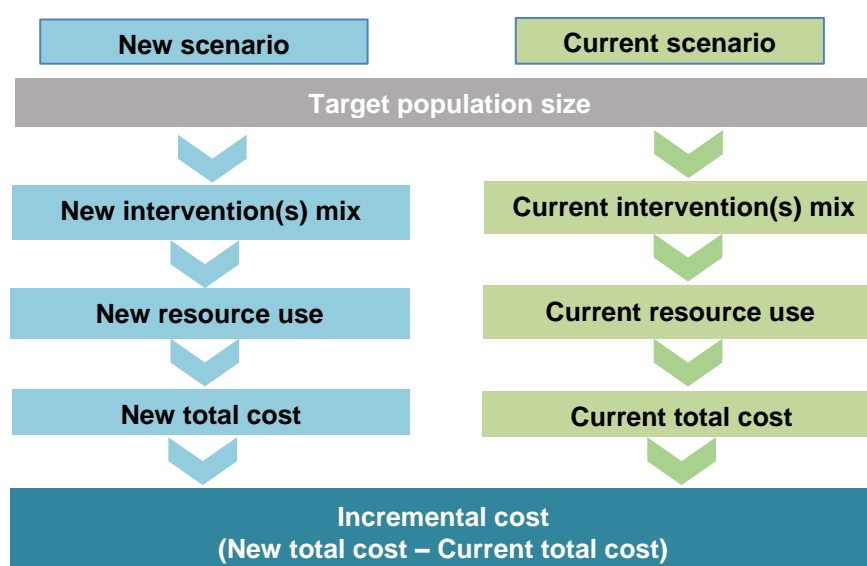 New scenario
Current scenario
Target population size
New intervention(s) mix
Current intervention(s) mix
New resource use
Current resource use
New total cost
Current total cost
Incremental cost
(New total cost – Current total cost)